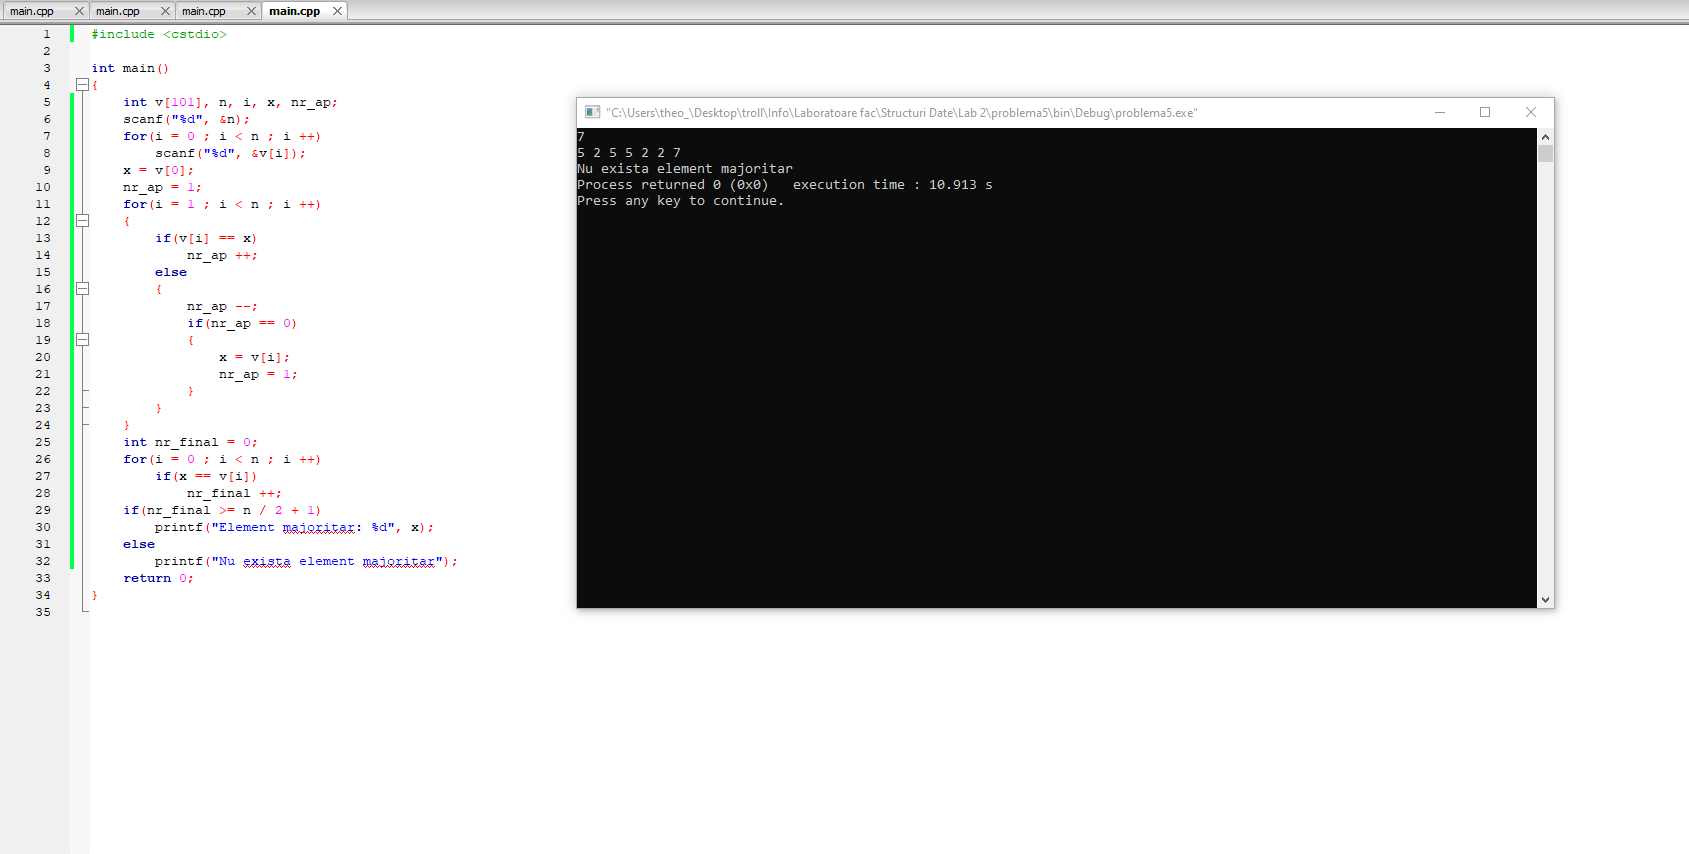 main.cpp main.cpp main.cpp main.cpp
1 #include <cstdio>
2
3 int main()
4 {
5 int v[101], n, i, x, nr_ap;
6 scanf("%d", &n);
7 for(i = 0 ; i < n ; i ++)
8 scanf("%d", &v[i]);
9 x = v[0];
10 nr_ap = 1;
11 for(i = 1 ; i < n ; i ++)
12 {
13 if(v[i] == x)
14 nr_ap ++;
15 else
16 {
17 nr_ap --;
18 if(nr_ap == 0)
19 {
20 x = v[i];
21 nr_ap = 1;
22 }
23 }
24 }
25 int nr_final = 0;
26 for(i = 0 ; i < n ; i ++)
27 if(x == v[i])
28 nr_final ++;
29 if(nr_final >= n / 2 + 1)
30 printf("Element majoritar: %d", x);
31 else
32 printf("Nu exista element majoritar");
33 return 0;
34 }
35
"C:\Users\theo_\Desktop\troll\Info\Laboratoare fac\Structuri Date\Lab 2\problema5\bin\Debug\problema5.exe"
7
5 2 5 5 2 2 7
Nu exista element majoritar
Process returned 0 (0x0)   execution time : 10.913 s
Press any key to continue.